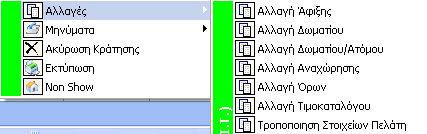 Αλλαγές
Μηνύματα
Ακύρωση Κράτησης
Εκτύπωση
Non Show
Αλλαγή Άφιξης
Αλλαγή Δωματίου
Αλλαγή Δωματίου/Ατόμου
Αλλαγή Αναχώρησης
Αλλαγή Όρων
Αλλαγή Τιμοκαταλόγου
Τροποποιηση Στοιχείων Πελάτη